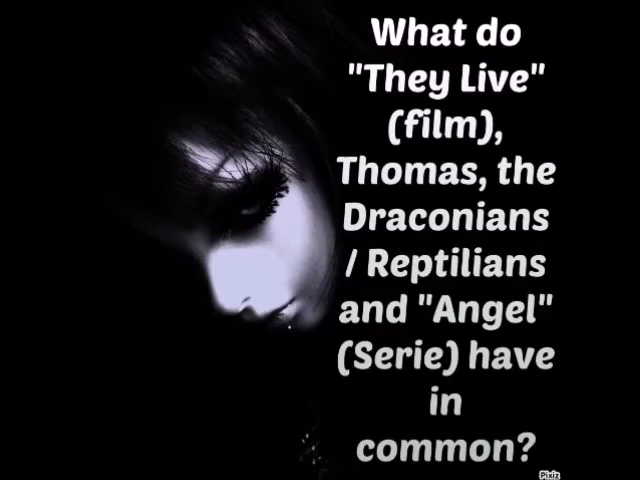 What do
"They Live"
(film),
Thomas, the
Draconians
/ Reptilians
and "Angel"
(Serie) have
in
common?
Pixiz